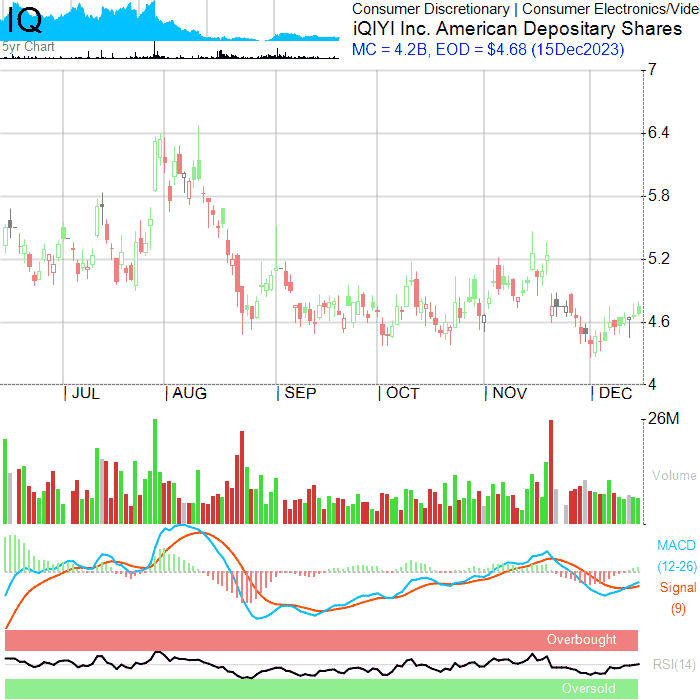 IQ
5yr Chart
Consumer Discretionary | Consumer Electronics/Vide
iQIYI Inc. American Depositary Shares
MC = 4.2B, EOD = $4.68 (15Dec2023)
7
6.4
5.8
5.2
4.6
4
| JUL | AUG | SEP | OCT | NOV | DEC
26M
Volume
MACD
(12-26)
Signal
(9)
Overbought
RSI(14)
Oversold